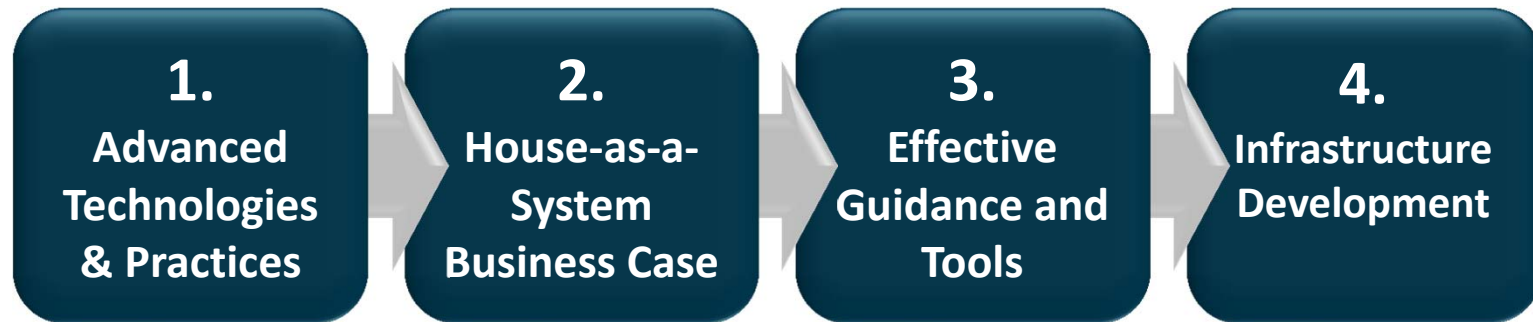 1.
Advanced
Technologies
& Practices
2.
House-as-a-
System
Business Case
3.
Effective
Guidance and
Tools
4.
Infrastructure
Development